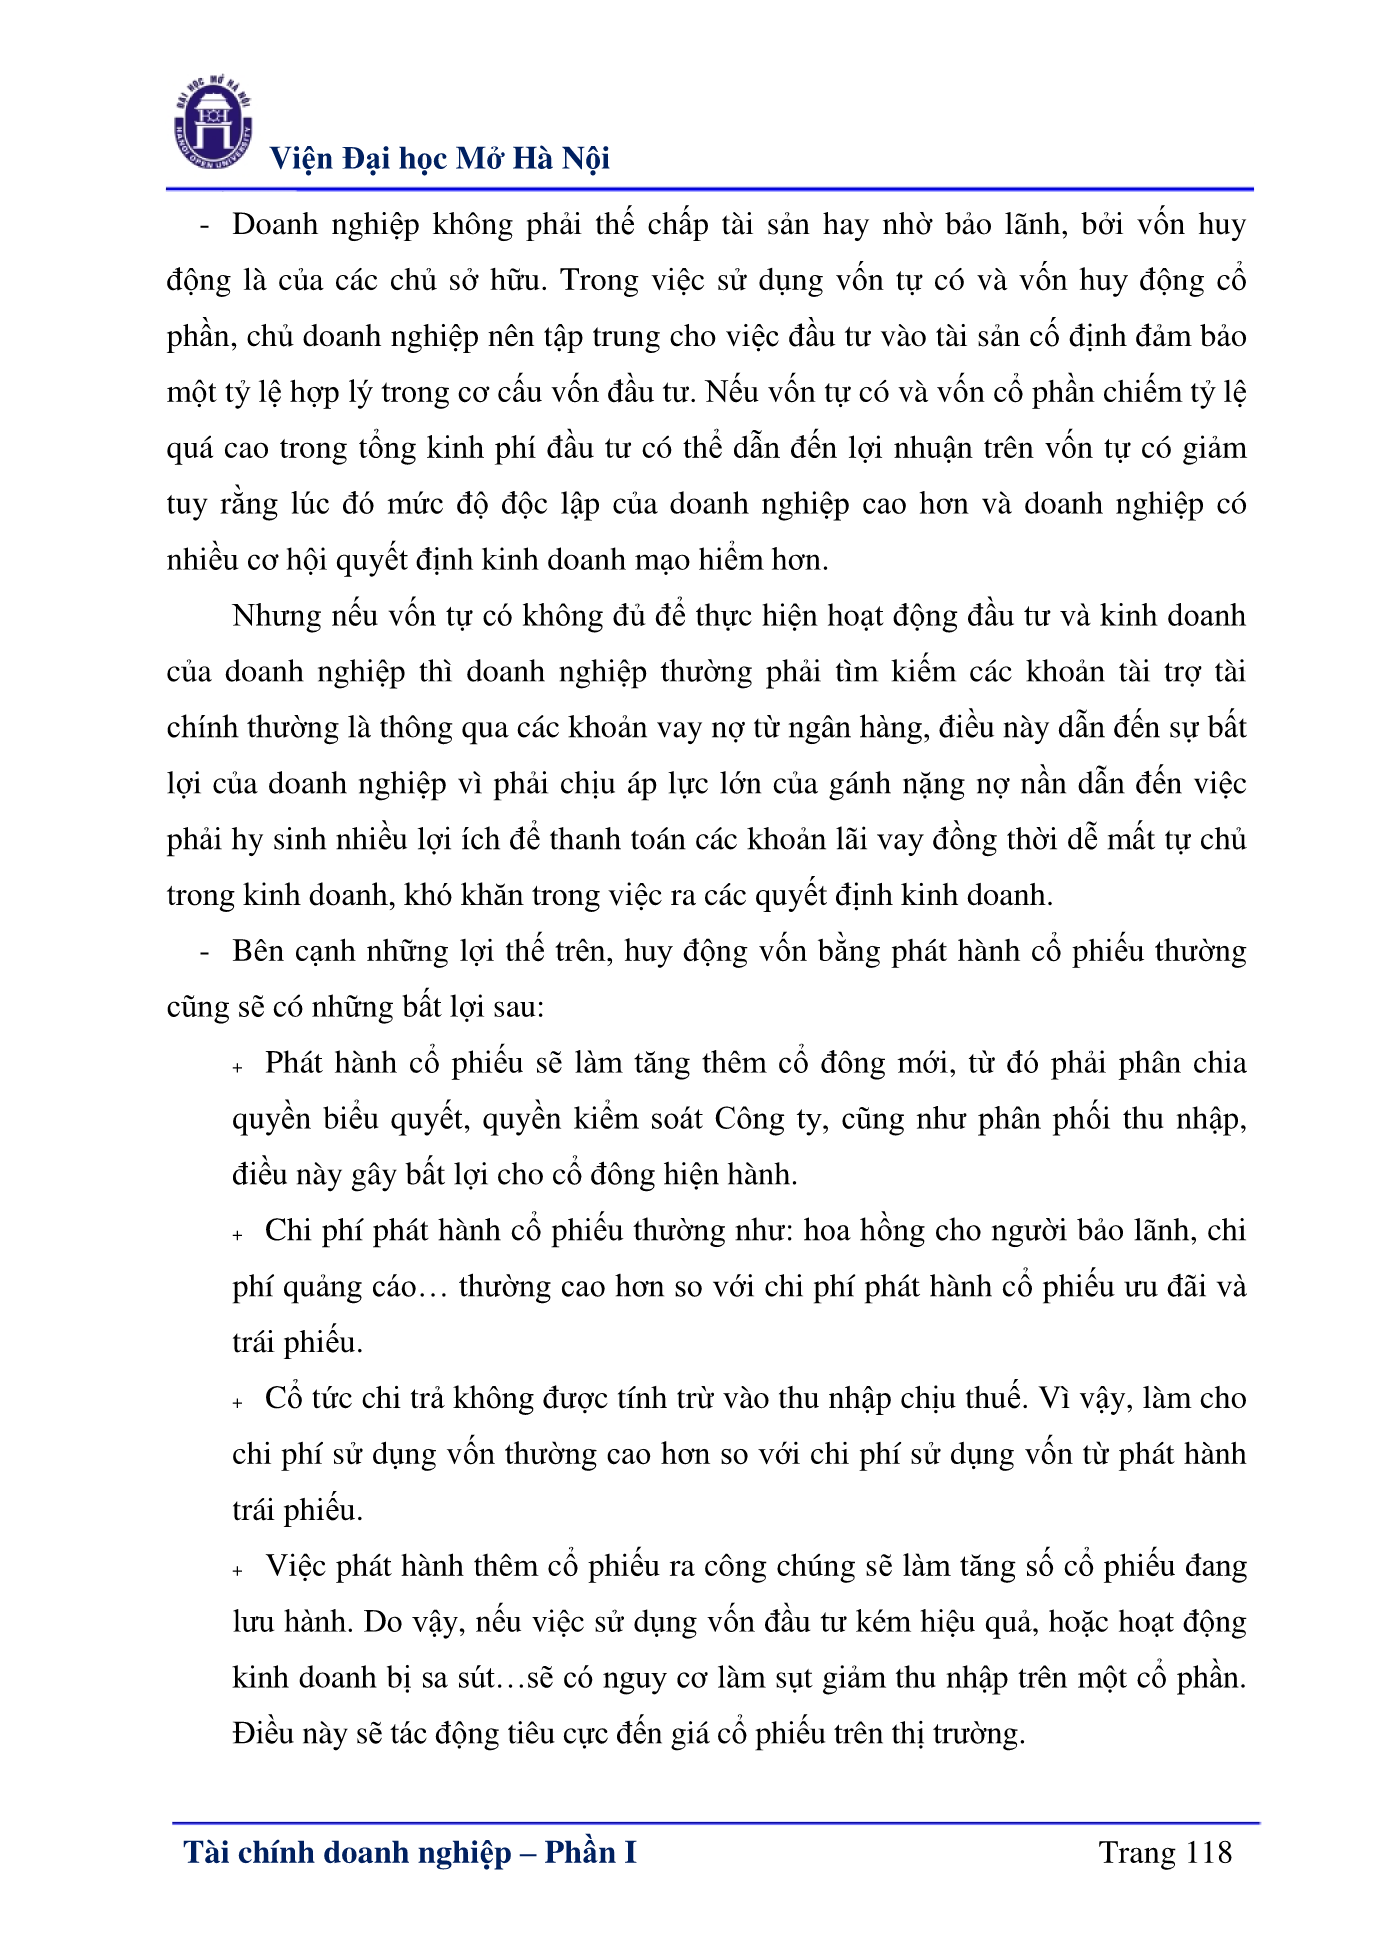 ĐẠI HỌC MỞ HÀ NỘI
HANOI OPEN UNIVERSITY
Viện Đại học Mở Hà Nội
- Doanh nghiệp không phải thế chấp tài sản hay nhờ bảo lãnh, bởi vốn huy
động là của các chủ sở hữu. Trong việc sử dụng vốn tự có và vốn huy động cổ
phần, chủ doanh nghiệp nên tập trung cho việc đầu tư vào tài sản cố định đảm bảo
một tỷ lệ hợp lý trong cơ cấu vốn đầu tư. Nếu vốn tự có và vốn cổ phần chiếm tỷ lệ
quá cao trong tổng kinh phí đầu tư có thể dẫn đến lợi nhuận trên vốn tự có giảm
tuy rằng lúc đó mức độ độc lập của doanh nghiệp cao hơn và doanh nghiệp có
nhiều cơ hội quyết định kinh doanh mạo hiểm hơn.
Nhưng nếu vốn tự có không đủ để thực hiện hoạt động đầu tư và kinh doanh
của doanh nghiệp thì doanh nghiệp thường phải tìm kiếm các khoản tài trợ tài
chính thường là thông qua các khoản vay nợ từ ngân hàng, điều này dẫn đến sự bất
lợi của doanh nghiệp vì phải chịu áp lực lớn của gánh nặng nợ nần dẫn đến việc
phải hy sinh nhiều lợi ích để thanh toán các khoản lãi vay đồng thời dễ mất tự chủ
trong kinh doanh, khó khăn trong việc ra các quyết định kinh doanh.
- Bên cạnh những lợi thế trên, huy động vốn bằng phát hành cổ phiếu thường
cũng sẽ có những bất lợi sau:
+ Phát hành cổ phiếu sẽ làm tăng thêm cổ đông mới, từ đó phải phân chia
quyền biểu quyết, quyền kiểm soát Công ty, cũng như phân phối thu nhập,
điều này gây bất lợi cho cổ đông hiện hành.
+ Chi phí phát hành cổ phiếu thường như: hoa hồng cho người bảo lãnh, chi
phí quảng cáo… thường cao hơn so với chi phí phát hành cổ phiếu ưu đãi và
trái phiếu.
+ Cổ tức chi trả không được tính trừ vào thu nhập chịu thuế. Vì vậy, làm cho
chi phí sử dụng vốn thường cao hơn so với chi phí sử dụng vốn từ phát hành
trái phiếu.
+ Việc phát hành thêm cổ phiếu ra công chúng sẽ làm tăng số cổ phiếu đang
lưu hành. Do vậy, nếu việc sử dụng vốn đầu tư kém hiệu quả, hoặc hoạt động
kinh doanh bị sa sút…sẽ có nguy cơ làm sụt giảm thu nhập trên một cổ phần.
Điều này sẽ tác động tiêu cực đến giá cổ phiếu trên thị trường.
Tài chính doanh nghiệp – Phần I Trang 118